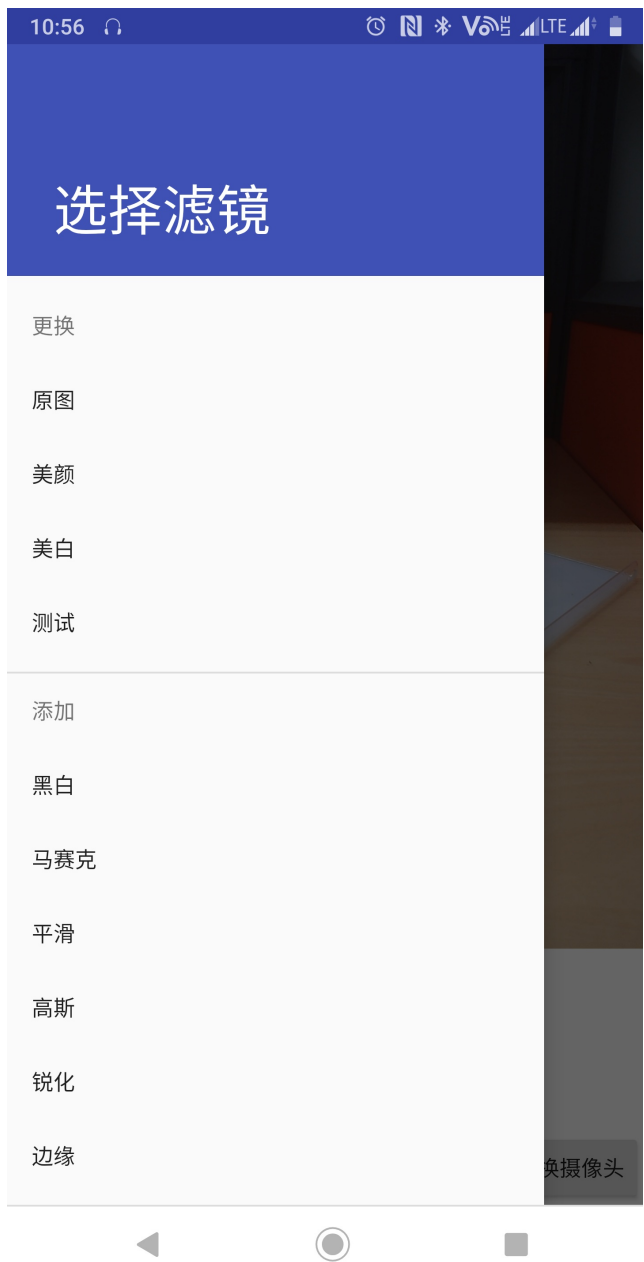 10:56 VoLTE LTE
选择滤镜
更换
原图
美颜
美白
测试
添加
黑白
马赛克
平滑
高斯
锐化
边缘
换摄像头